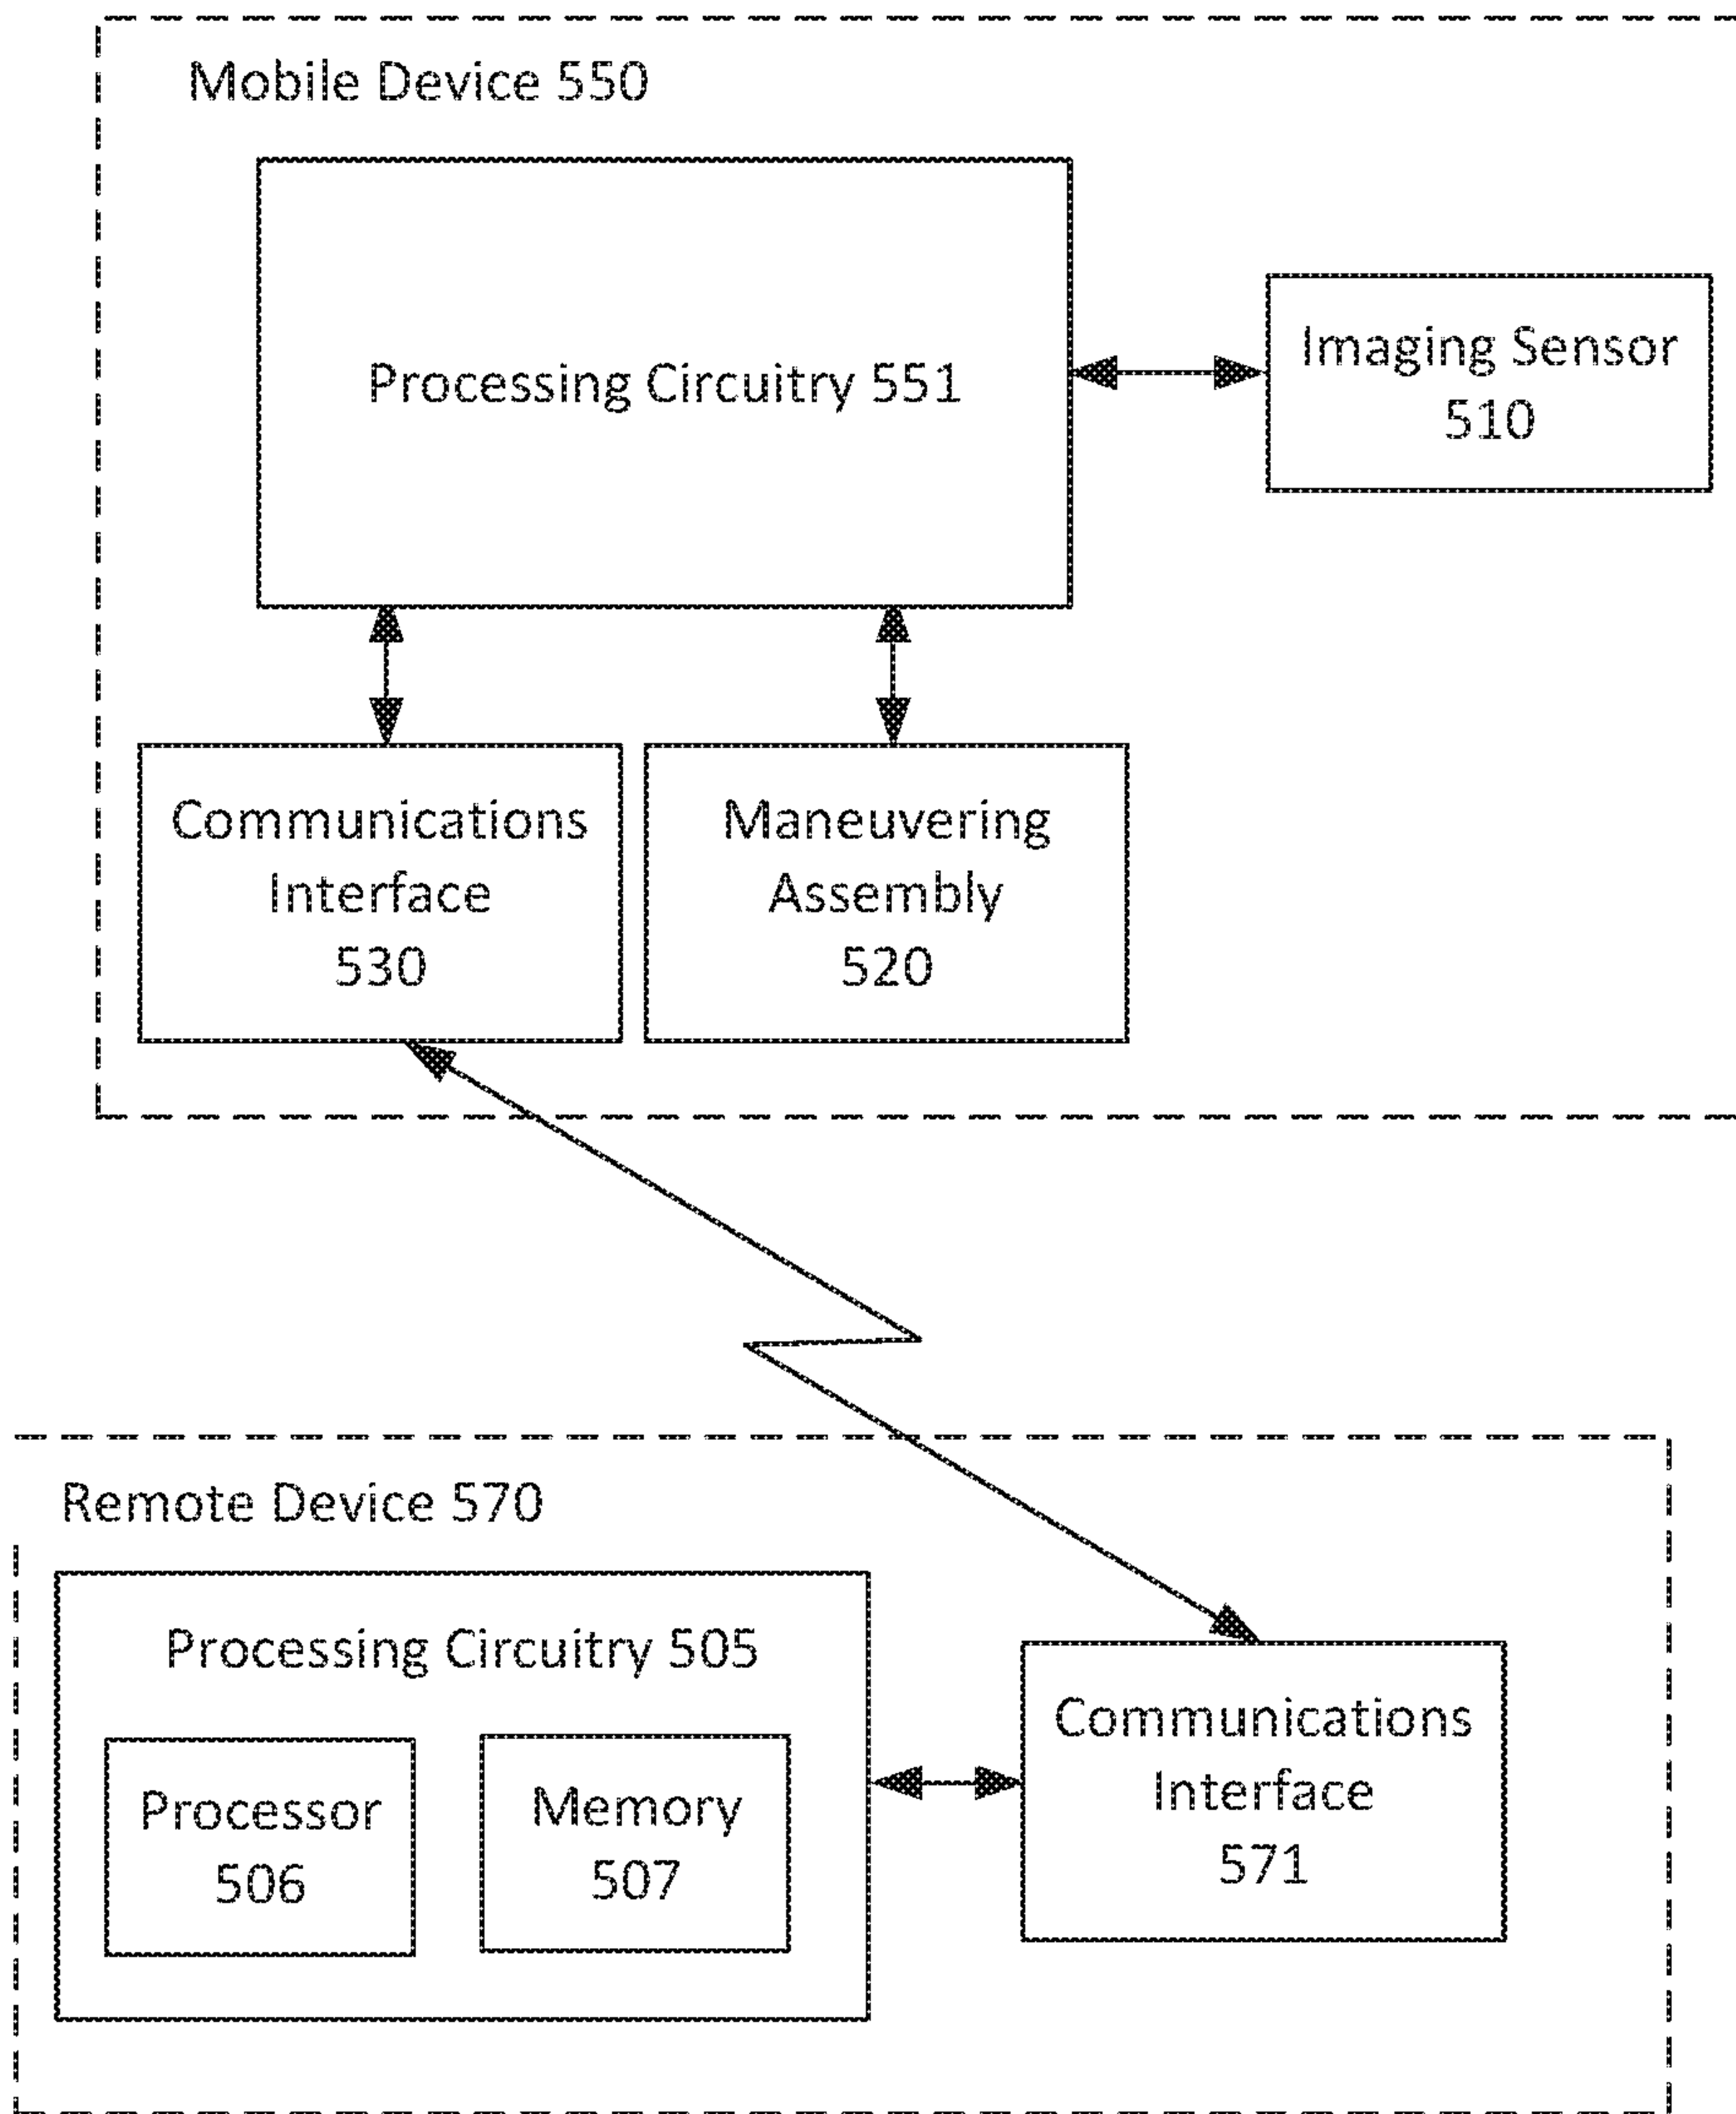 Mobile Device 550
Processing Circuitry 551
Imaging Sensor
510
Communications
Interface
530
Maneuvering
Assembly
520
Remote Device 570
Processing Circuitry 505
Processor
506
Memory
507
Communications
Interface
571